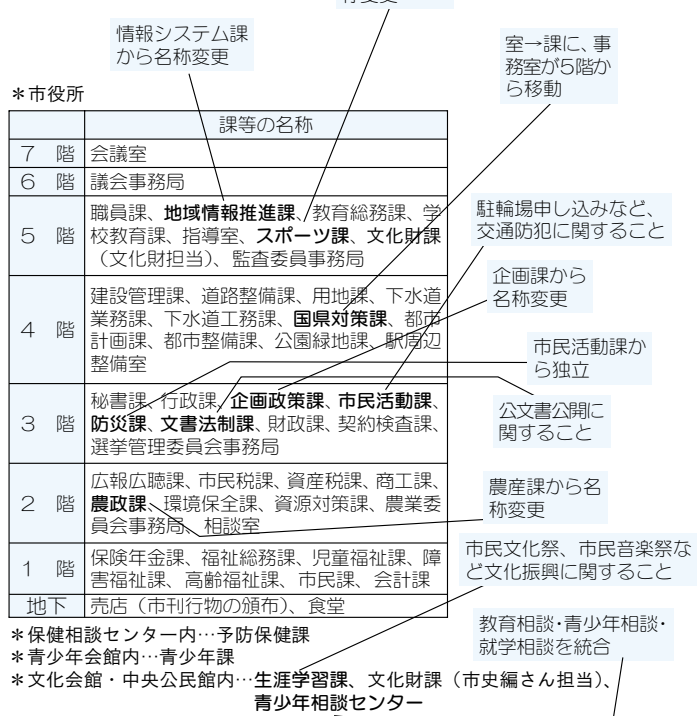 情報システム課
から名称変更
室→課に、事
務室が5階か
ら移動
＊市役所
課等の名称
7 階 会議室
6 階 議会事務局
5 階 職員課、地域情報推進課、教育総務課、学
校教育課、指導室、スポーツ課、文化財課
（文化財担当）、監査委員事務局
駐輪場申し込みなど、
交通防犯に関すること
企画課から
名称変更
4 階 建設管理課、道路整備課、用地課、下水道
業務課、下水道工務課、国県対策課、都市
計画課、都市整備課、公園緑地課、駅周辺
整備室
市民活動課か
ら独立
3 階 秘書課、行政課、企画政策課、市民活動課、
防災課、文書法制課、財政課、契約検査課、
選挙管理委員会事務局
公文書公開に
関すること
2 階 広報広聴課、市民税課、資産税課、商工課、
農政課、環境保全課、資源対策課、農業委
員会事務局、相談室
農産課から名
称変更
1 階 保険年金課、福祉総務課、児童福祉課、障
害福祉課、高齢福祉課、市民課、会計課
市民文化祭、市民音楽祭な
ど文化振興に関すること
地下 売店（市刊行物の頒布）、食堂
＊保健相談センター内…予防保健課
＊青少年会館内…青少年課
＊文化会館・中央公民館内…生涯学習課、文化財課（市史編さん担当）、
青少年相談センター
教育相談・青少年相談・
就学相談を統合